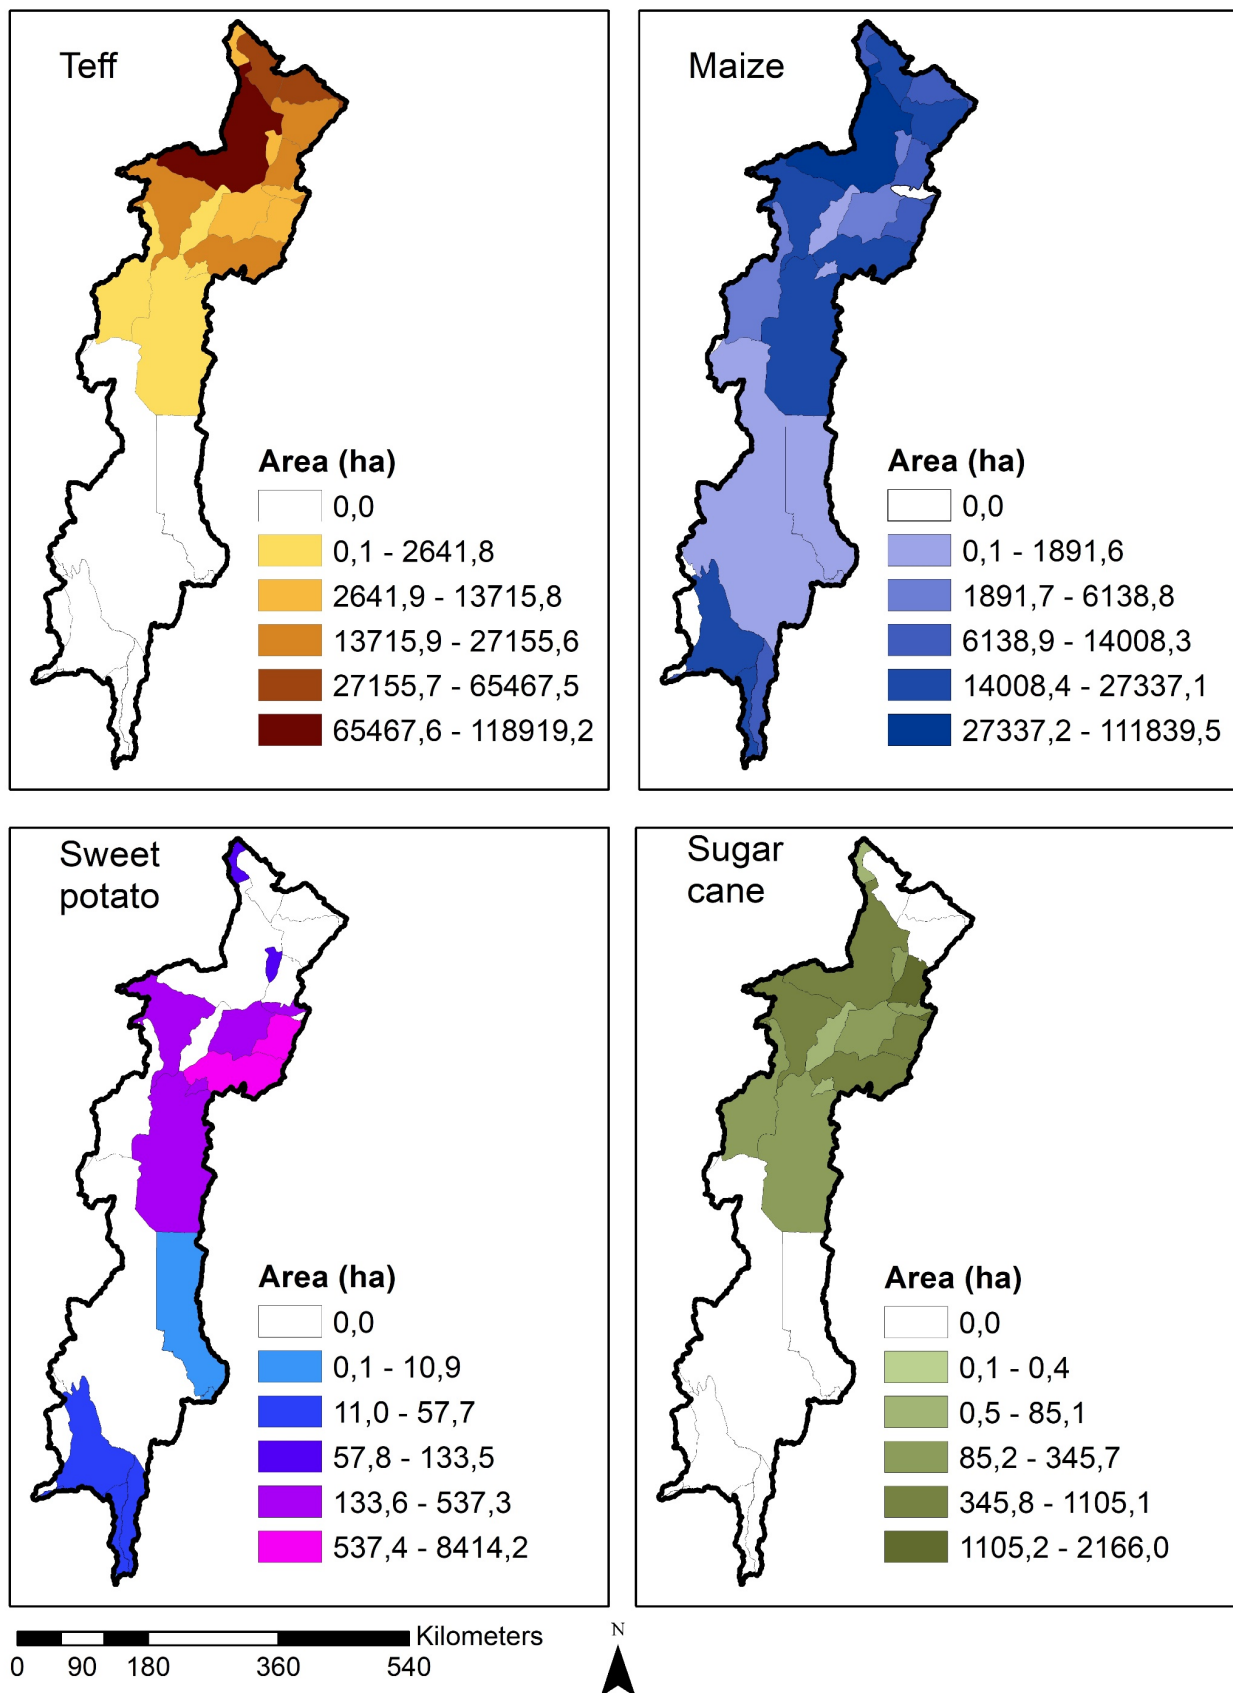 Teff
Area (ha)
0,0
0,1 - 2641,8
2641,9 - 13715,8
13715,9 - 27155,6
27155,7 - 65467,5
65467,6 - 118919,2
Maize
Area (ha)
0,0
0,1 - 1891,6
1891,7 - 6138,8
6138,9 - 14008,3
14008,4 - 27337,1
27337,2 - 111839,5
Sweet
potato
Area (ha)
0,0
0,1 - 10,9
11,0 - 57,7
57,8 - 133,5
133,6 - 537,3
537,4 - 8414,2
Sugar
cane
Area (ha)
0,0
0,1 - 0,4
0,5 - 85,1
85,2 - 345,7
345,8 - 1105,1
1105,2 - 2166,0
Kilometers
0 90 180 360 540
N